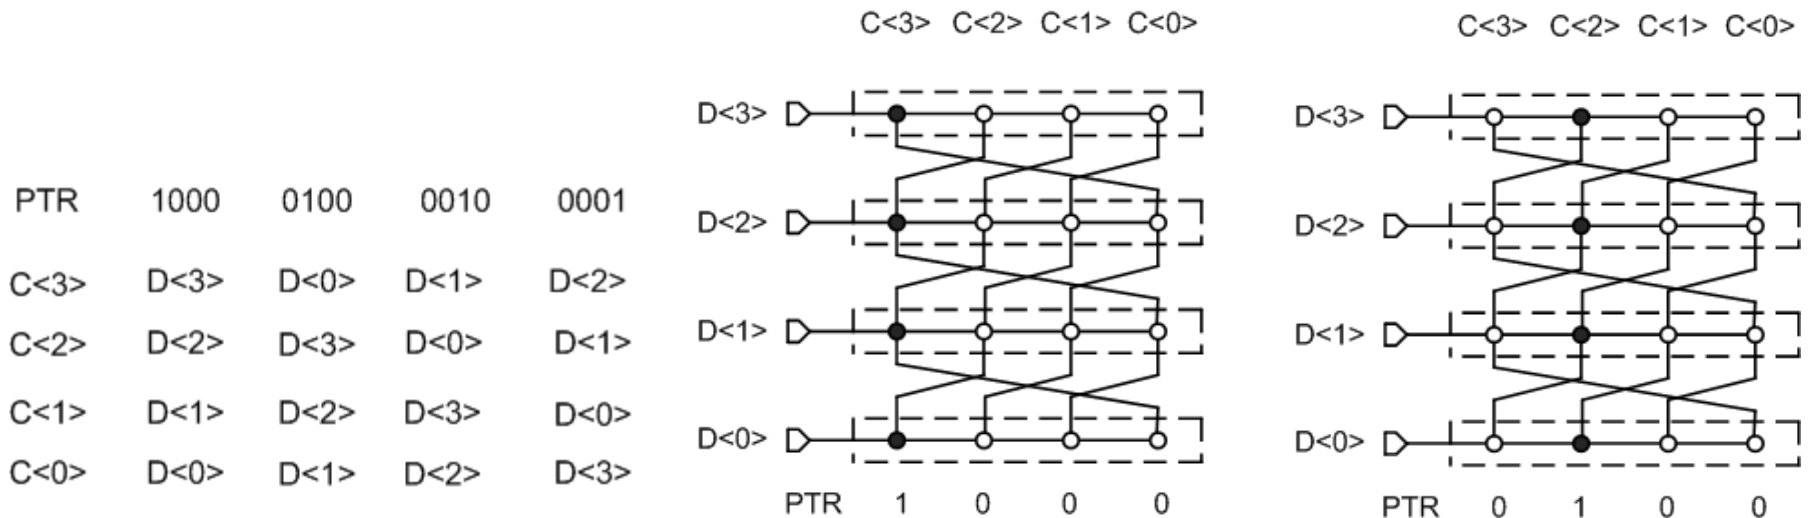 PTR 1000 0100 0010 0001
C<3> D<3> D<0> D<1> D<2>
C<2> D<2> D<3> D<0> D<1>
C<1> D<1> D<2> D<3> D<0>
C<0> D<0> D<1> D<2> D<3>
C<3> C<2> C<1> C<0>
D<3>
D<2>
D<1>
D<0>
PTR 1 0 0 0
C<3> C<2> C<1> C<0>
D<3>
D<2>
D<1>
D<0>
PTR 0 1 0 0